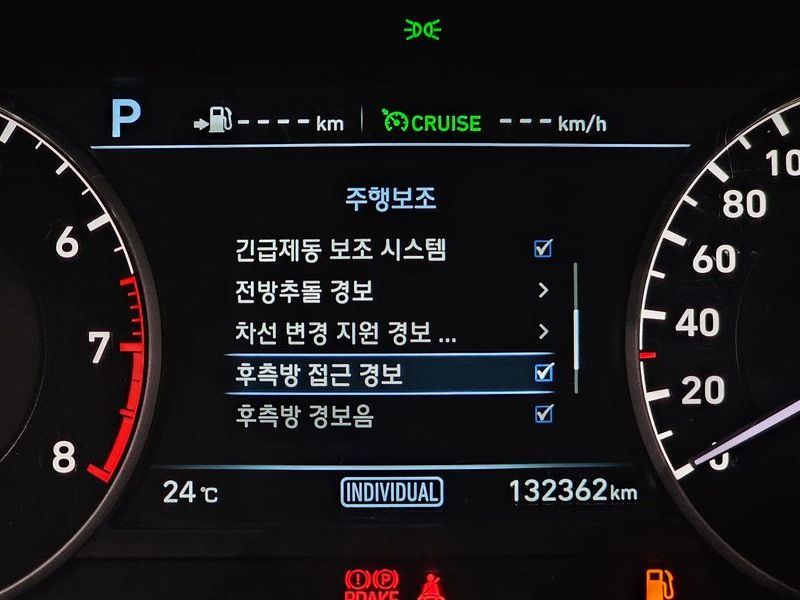 P ---- km CRUISE --- km/h
주행보조
긴급제동 보조 시스템
전방추돌 경보
차선 변경 지원 경보 ...
후측방 접근 경보
후측방 경보음
6
7
8
10
80
60
40
20
0
24℃ INDIVIDUAL 132362km
BRAKE